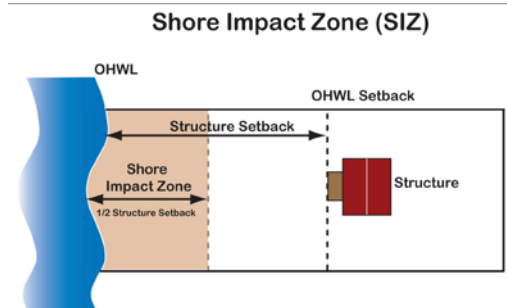 Shore Impact Zone (SIZ)
OHWL
OHWL Setback
Structure Setback
Shore
Impact Zone
1/2 Structure Setback
Structure